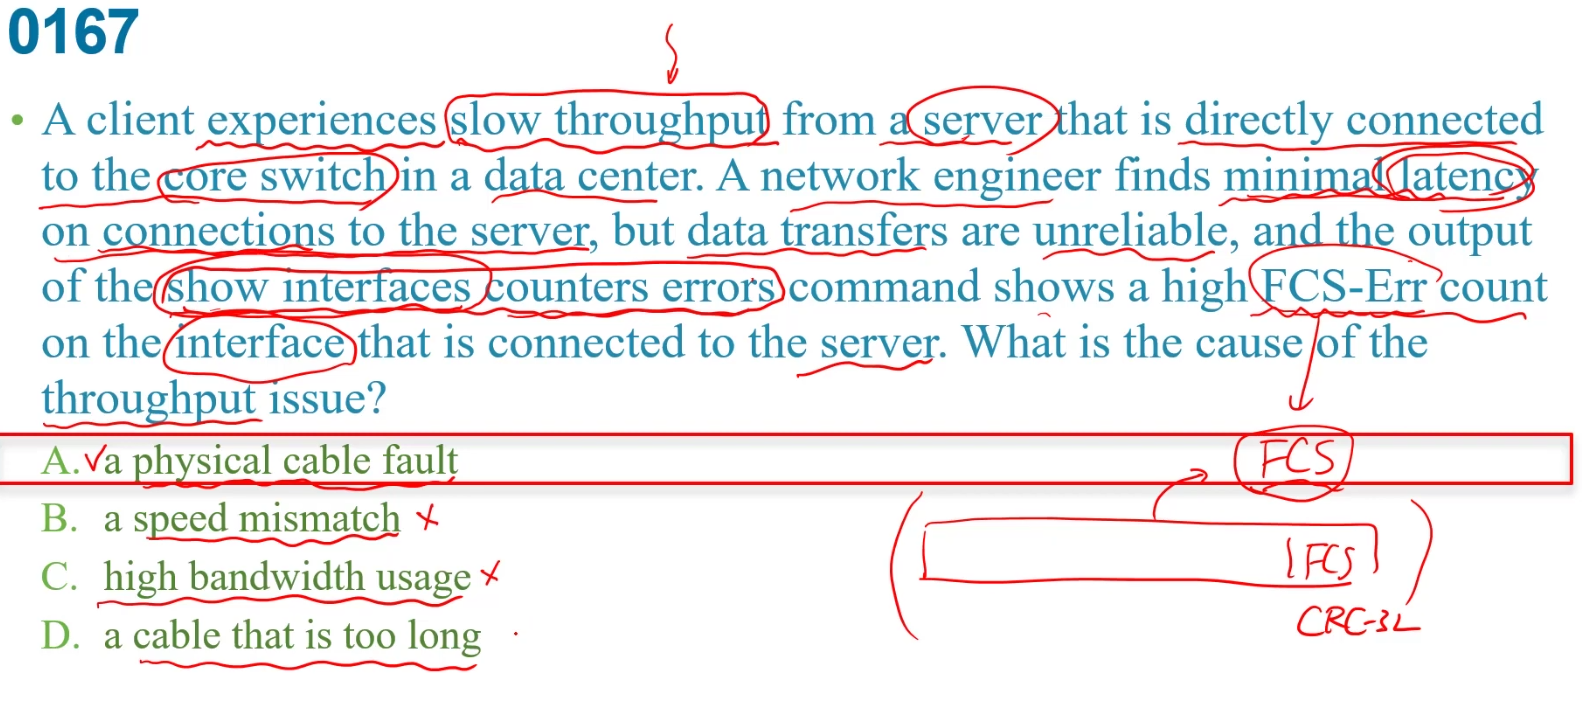 0167
• A client experiences slow throughput from a server that is directly connected
to the core switch in a data center. A network engineer finds minimal latency
on connections to the server, but data transfers are unreliable, and the output
of the show interfaces counters errors command shows a high FCS-Err count
on the interface that is connected to the server. What is the cause of the
throughput issue?
A. a physical cable fault
FCS
B. a speed mismatch
FCS
C. high bandwidth usage
CRC-32
D. a cable that is too long